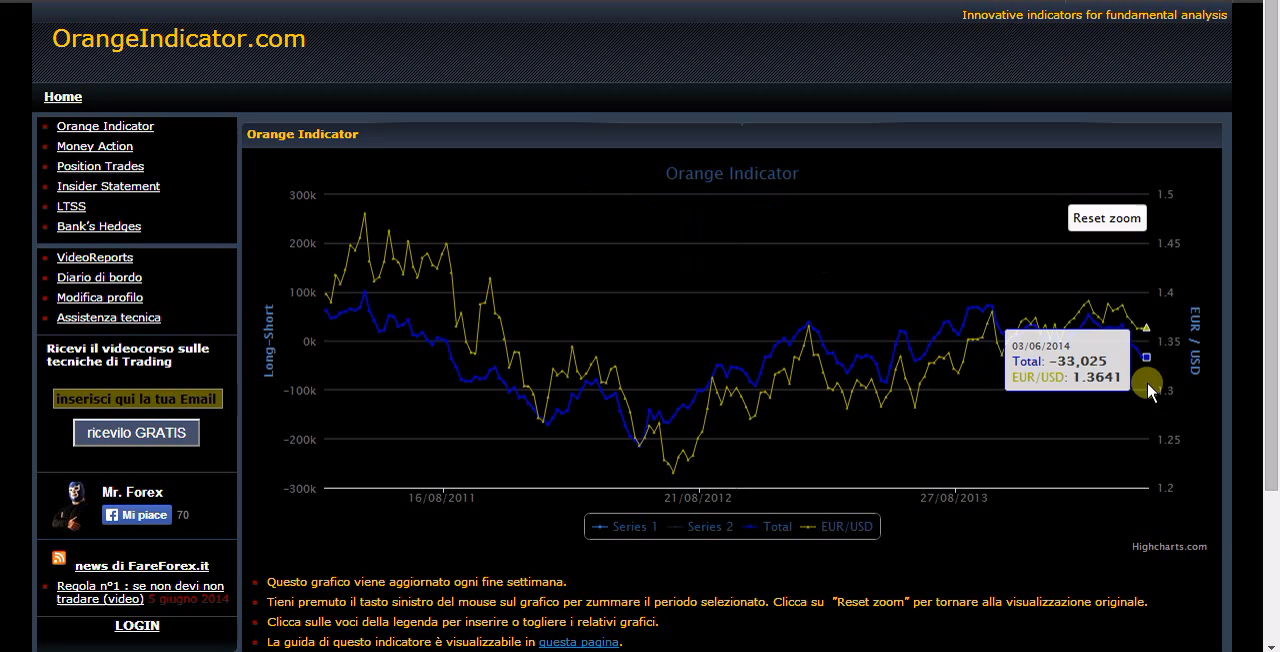 Innovative indicators for fundamental analysis
OrangeIndicator.com
Home
Orange Indicator
Money Action
Position Trades
Insider Statement
LTSS
Bank's Hedges
VideoReports
Diario di bordo
Modifica profilo
Assistenza tecnica
Ricevi il videocorso sulle
tecniche di Trading
inserisci qui la tua Email
ricevilo GRATIS
Mr. Forex
Mi piace 70
news di FareForex.it
Regola n°1 : se non devi non
tradare (video) 5 giugno 2014
LOGIN
Orange Indicator
Orange Indicator
Reset zoom
300k
200k
100k
0k
-100k
-200k
-300k
Long-Short
1.5
1.45
1.4
1.35
1.3
1.25
1.2
EUR / USD
03/06/2014
Total: -33,025
EUR/USD: 1.3641
16/08/2011 21/08/2012 27/08/2013
Series 1 Series 2 Total EUR/USD
Highcharts.com
Questo grafico viene aggiornato ogni fine settimana.
Tieni premuto il tasto sinistro del mouse sul grafico per zummare il periodo selezionato. Clicca su "Reset zoom" per tornare alla visualizzazione originale.
Clicca sulle voci della legenda per inserire o togliere i relativi grafici.
La guida di questo indicatore è visualizzabile in questa pagina.